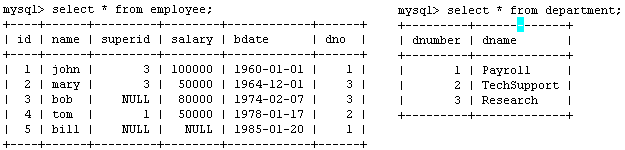 mysql> select * from employee;
+------+------+---------+--------+------------+------+
| id | name | superid | salary | bdate | dno |
+------+------+---------+--------+------------+------+
| 1 | john | 3 | 100000 | 1960-01-01 | 1 |
| 2 | mary | 3 | 50000 | 1964-12-01 | 3 |
| 3 | bob | NULL | 80000 | 1974-02-07 | 3 |
| 4 | tom | 1 | 50000 | 1978-01-17 | 2 |
| 5 | bill | NULL | NULL | 1985-01-20 | 1 |
+------+------+---------+--------+------------+------+
mysql> select * from department;
+---------+-------------+
| dnumber | dname |
+---------+-------------+
| 1 | Payroll |
| 2 | TechSupport |
| 3 | Research |
+---------+-------------+